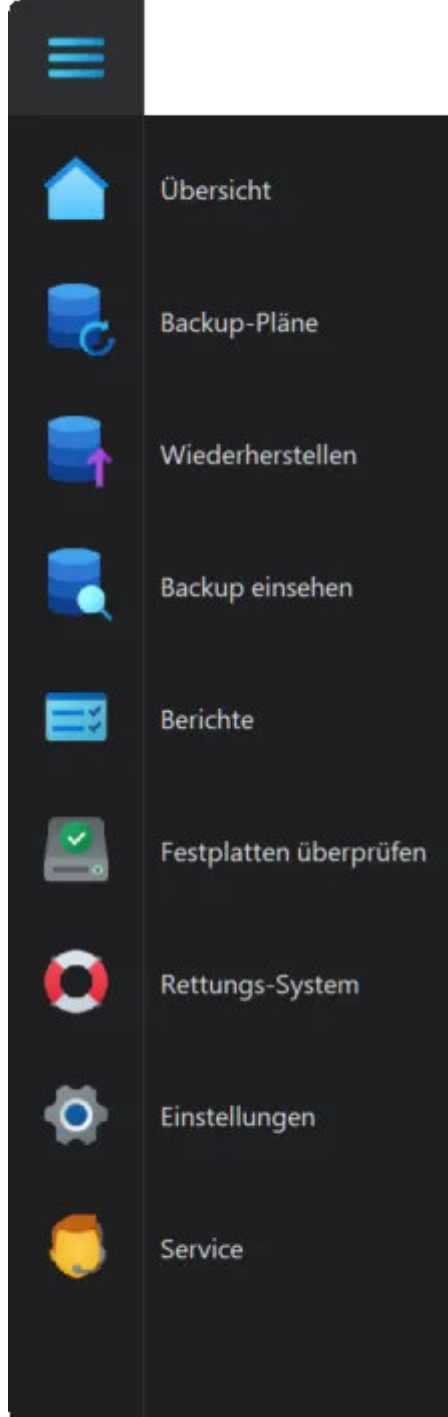 Übersicht
Backup-Pläne
Wiederherstellen
Backup einsehen
Berichte
Festplatten überprüfen
Rettungs-System
Einstellungen
Service